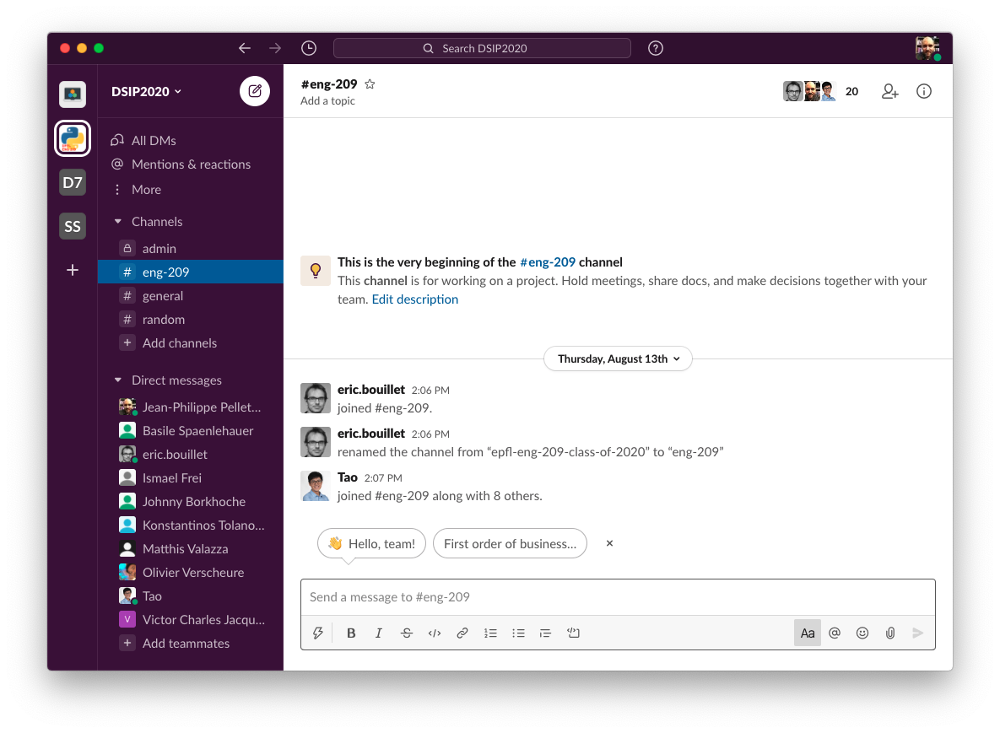 Search DSIP2020
DSIP2020
D7
SS
All DMs
Mentions & reactions
More
Channels
admin
# eng-209
# general
# random
+ Add channels
Direct messages
Jean-Philippe Pellet...
Basile Spaenlehauer
eric.bouillet
Ismael Frei
Johnny Borkhoche
Konstantinos Tolano...
Matthis Valazza
Olivier Verscheure
Tao
V Victor Charles Jacqu...
+ Add teammates
#eng-209
Add a topic
20
This is the very beginning of the #eng-209 channel
This channel is for working on a project. Hold meetings, share docs, and make decisions together with your
team. Edit description
Thursday, August 13th
eric.bouillet 2:06 PM
joined #eng-209.
eric.bouillet 2:06 PM
renamed the channel from “epfl-eng-209-class-of-2020” to “eng-209”
Tao 2:07 PM
joined #eng-209 along with 8 others.
👋 Hello, team! First order of business... ×
Send a message to #eng-209
B I S </> Aa @